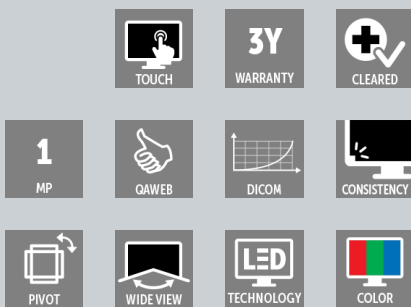 TOUCH
3Y
WARRANTY
CLEARED
1
MP
QAWEB
DICOM
CONSISTENCY
PIVOT
WIDE VIEW
LED
TECHNOLOGY
COLOR